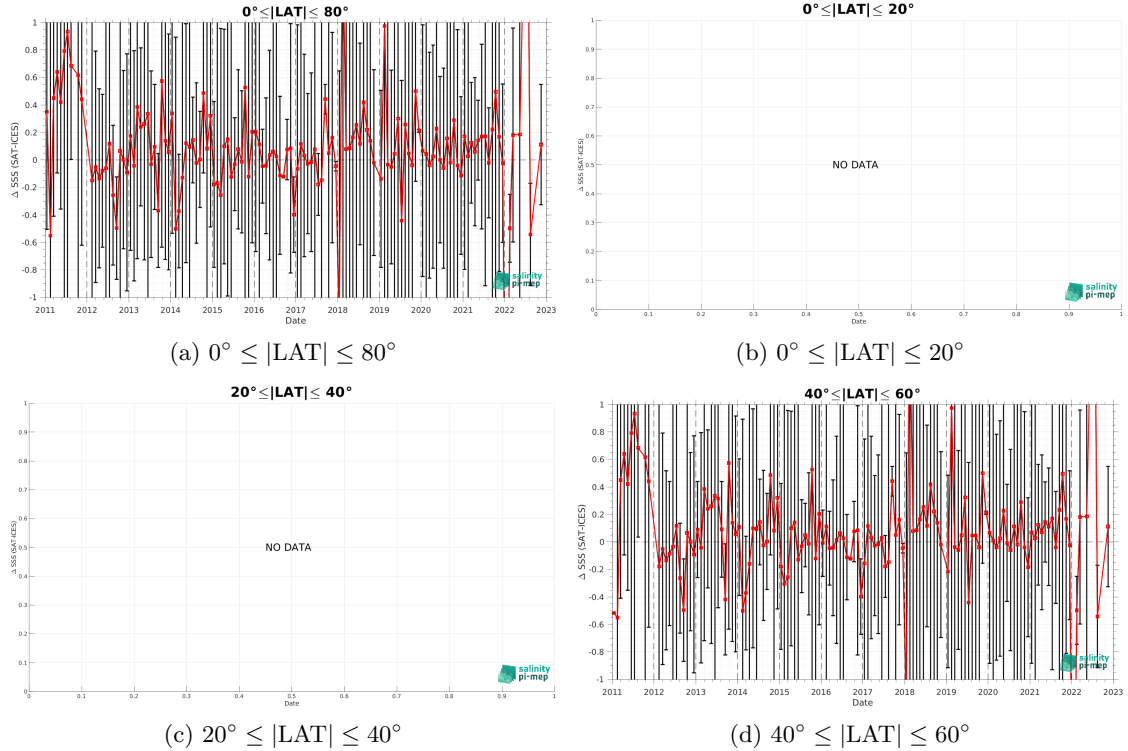 0°≤|LAT|≤ 80°
Δ SSS (SAT-ICES)
1
0.8
0.6
0.4
0.2
0
-0.2
-0.4
-0.6
-0.8
-1
2011 2012 2013 2014 2015 2016 2017 2018 2019 2020 2021 2022 2023
Date
salinity
pi-mep
(a) 0° ≤ |LAT| ≤ 80°
0°≤|LAT|≤ 20°
Δ SSS (SAT-ICES)
1
0.9
0.8
0.7
0.6
0.5
0.4
0.3
0.2
0.1
0
NO DATA
0 0.1 0.2 0.3 0.4 0.5 0.6 0.7 0.8 0.9 1
Date
salinity
pi-mep
(b) 0° ≤ |LAT| ≤ 20°
20°≤|LAT|≤ 40°
Δ SSS (SAT-ICES)
1
0.9
0.8
0.7
0.6
0.5
0.4
0.3
0.2
0.1
0
NO DATA
0 0.1 0.2 0.3 0.4 0.5 0.6 0.7 0.8 0.9 1
Date
salinity
pi-mep
(c) 20° ≤ |LAT| ≤ 40°
40°≤|LAT|≤ 60°
Δ SSS (SAT-ICES)
1
0.8
0.6
0.4
0.2
0
-0.2
-0.4
-0.6
-0.8
-1
2011 2012 2013 2014 2015 2016 2017 2018 2019 2020 2021 2022 2023
Date
salinity
pi-mep
(d) 40° ≤ |LAT| ≤ 60°